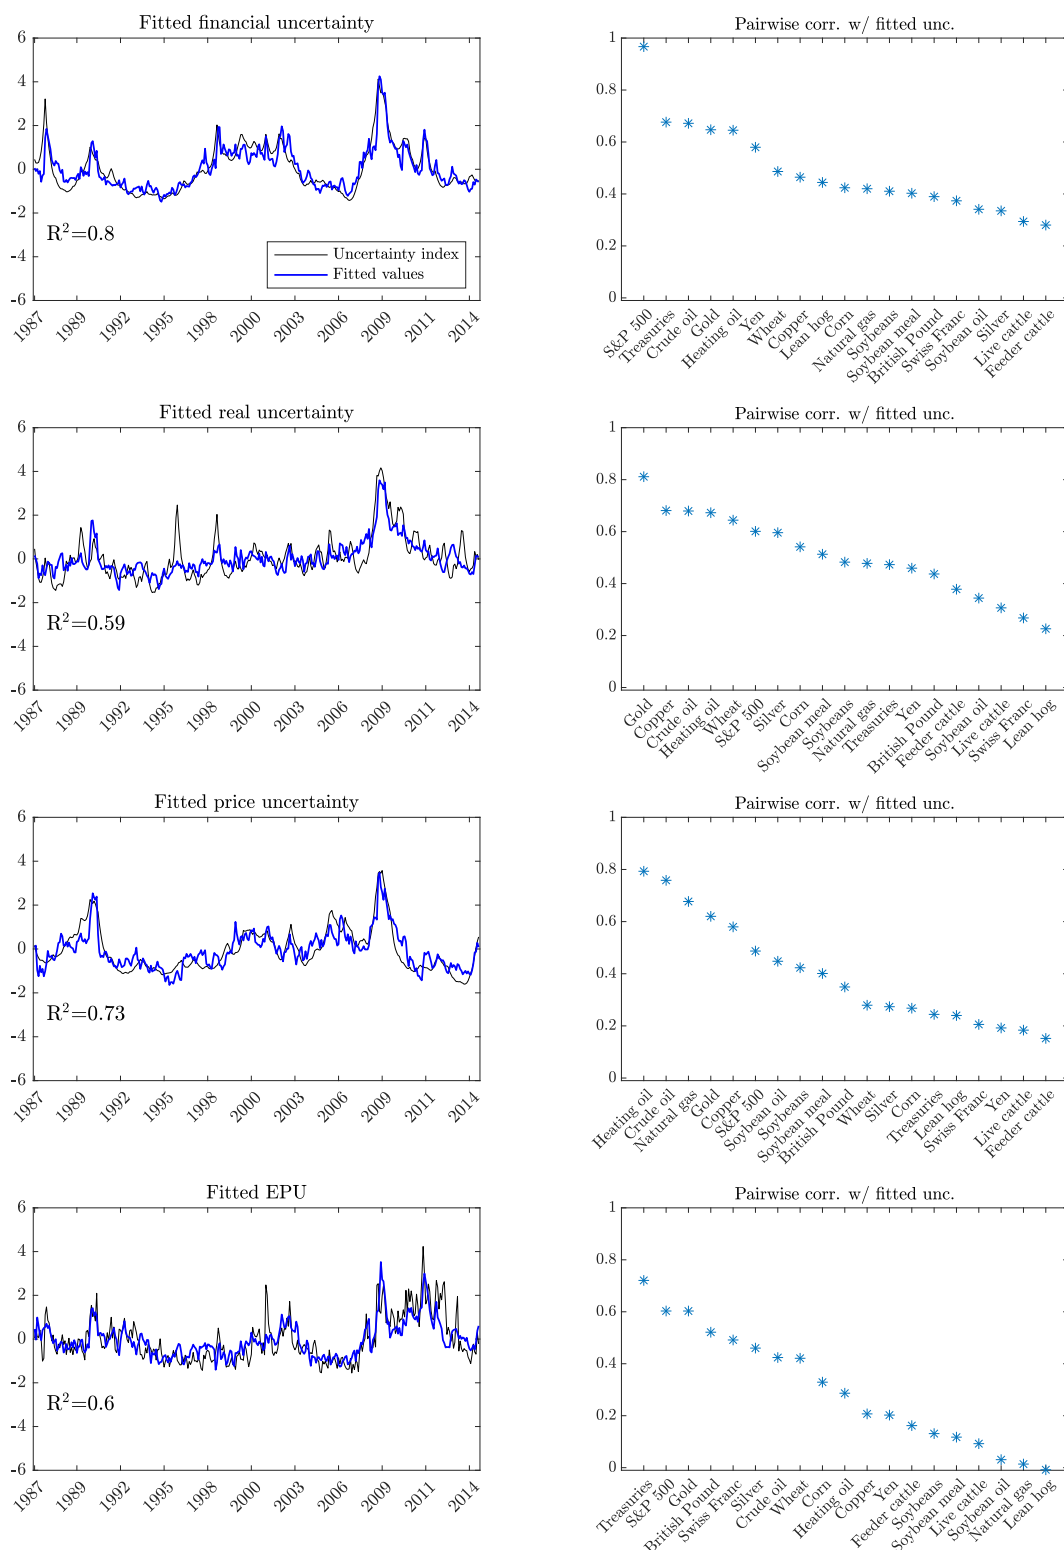 Fitted financial uncertainty
6
4
2
0
-2
-4
-6
R²=0.8
Uncertainty index
Fitted values
1987
1989
1992
1995
1998
2000
2003
2006
2009
2011
2014
Pairwise corr. w/ fitted unc.
1
0.8
0.6
0.4
0.2
0
S&P 500
Treasuries
Crude oil
Gold
Heating oil
Yen
Wheat
Copper
Lean hog
Corn
Natural gas
Soybeans
Soybean meal
British Pound
Swiss Franc
Soybean oil
Silver
Live cattle
Feeder cattle
Fitted real uncertainty
6
4
2
0
-2
-4
-6
R²=0.59
1987
1989
1992
1995
1998
2000
2003
2006
2009
2011
2014
Pairwise corr. w/ fitted unc.
1
0.8
0.6
0.4
0.2
0
Gold
Copper
Crude oil
Heating oil
Wheat
S&P 500
Silver
Corn
Soybean meal
Soybeans
Natural gas
Treasuries
Yen
British Pound
Feeder cattle
Soybean oil
Live cattle
Swiss Franc
Lean hog
Fitted price uncertainty
6
4
2
0
-2
-4
-6
R²=0.73
1987
1989
1992
1995
1998
2000
2003
2006
2009
2011
2014
Pairwise corr. w/ fitted unc.
1
0.8
0.6
0.4
0.2
0
Heating oil
Crude oil
Natural gas
Gold
Copper
S&P 500
Soybean oil
Soybeans
Soybean meal
British Pound
Wheat
Silver
Corn
Treasuries
Lean hog
Swiss Franc
Yen
Live cattle
Feeder cattle
Fitted EPU
6
4
2
0
-2
-4
-6
R²=0.6
1987
1989
1992
1995
1998
2000
2003
2006
2009
2011
2014
Pairwise corr. w/ fitted unc.
1
0.8
0.6
0.4
0.2
0
Treasuries
S&P 500
Gold
British Pound
Swiss Franc
Silver
Crude oil
Wheat
Corn
Heating oil
Copper
Yen
Feeder cattle
Soybeans
Soybean meal
Live cattle
Soybean oil
Natural gas
Lean hog